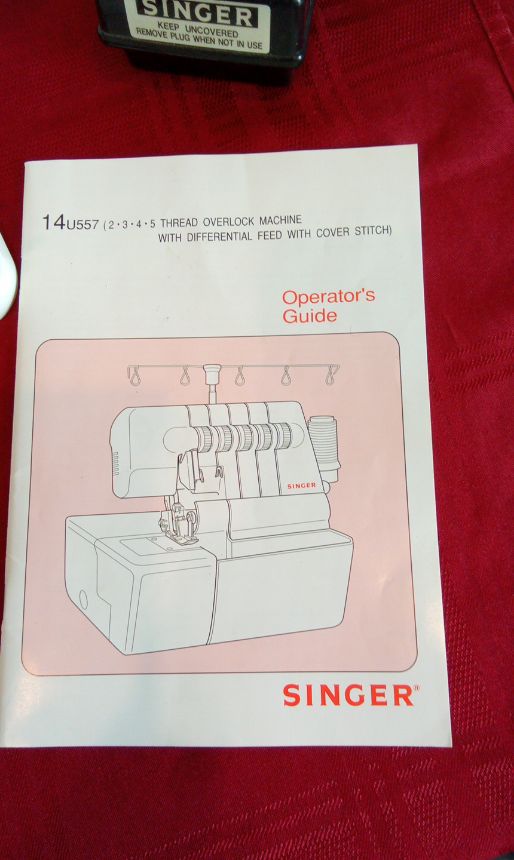 SINGER
KEEP UNCOVERED
REMOVE PLUG WHEN NOT IN USE
14U557 (2·3·4·5 THREAD OVERLOCK MACHINE
WITH DIFFERENTIAL FEED WITH COVER STITCH)
Operator's
Guide
SINGER
SINGER®